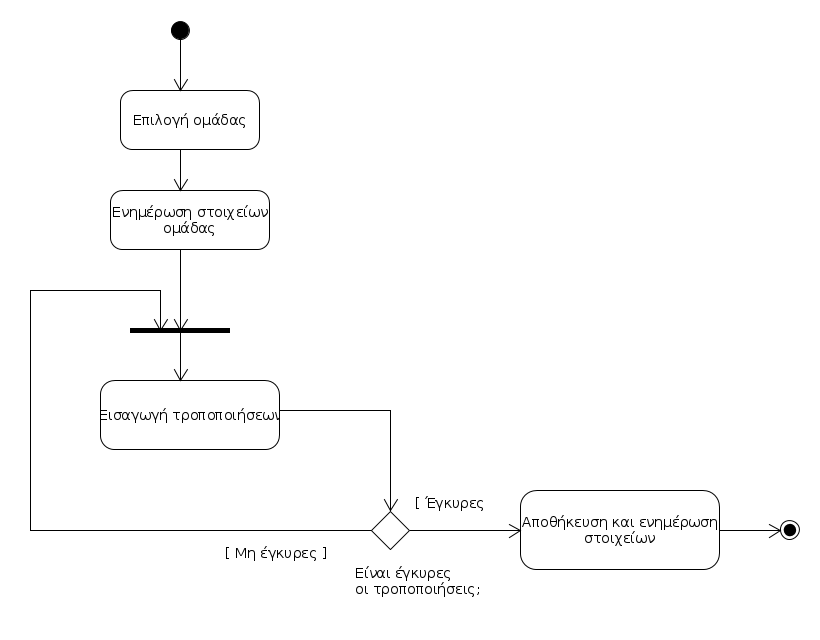 Επιλογή ομάδας
Ενημέρωση στοιχείων
ομάδας
Εισαγωγή τροποποιήσεων
[ Έγκυρες
Αποθήκευση και ενημέρωση
στοιχείων
[ Μη έγκυρες ]
Είναι έγκυρες
οι τροποποιήσεις;